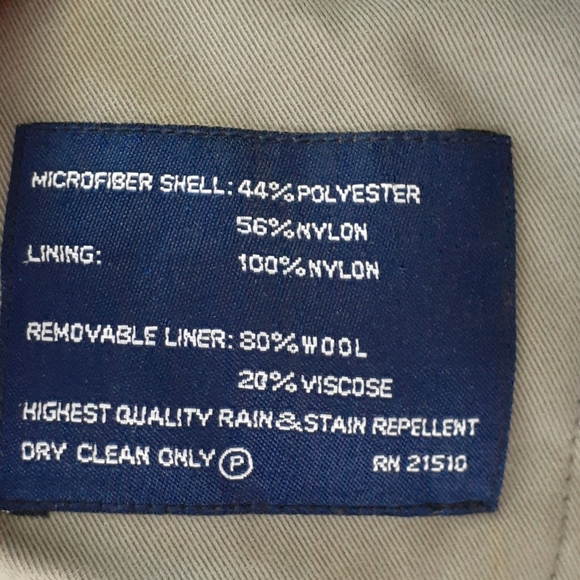 MICROFIBER SHELL: 44% POLYESTER
56% NYLON
LINING: 100% NYLON
REMOVABLE LINER: 80% WOOL
20% VISCOSE
HIGHEST QUALITY RAIN & STAIN REPELLENT
DRY CLEAN ONLY P RN 21510